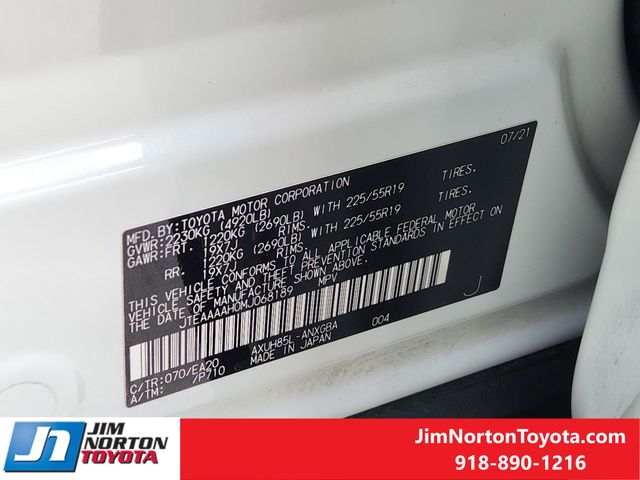 MFD.BY:TOYOTA MOTOR CORPORATION 07/21
GVWR:2230KG (4920LB)
GAWR:FRT. 1220KG (2690LB) WITH 225/55R19 TIRES.
19X7J RIMS.
RR. 1220KG (2690LB) WITH 225/55R19 TIRES.
19X7J RIMS.
THIS VEHICLE CONFORMS TO ALL APPLICABLE FEDERAL MOTOR
VEHICLE SAFETY AND THEFT PREVENTION STANDARDS IN EFFECT
ON THE DATE OF MANUFACTURE SHOWN ABOVE.
JTEAAAAH0MJ068189 MPV
J
C/TR:070/EA20 AXUH85L-ANXGBA
A/TM: /P710 MADE IN JAPAN 004
JIM
NORTON
TOYOTA
JimNortonToyota.com
918-890-1216